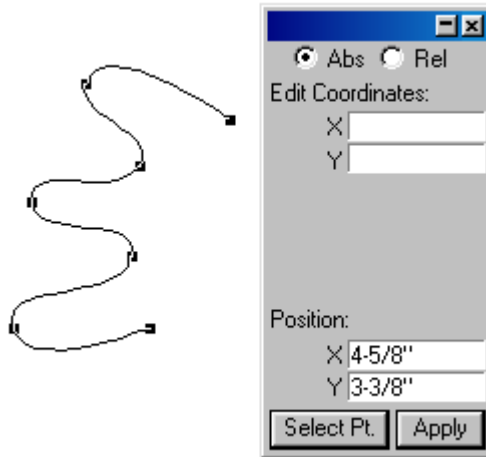 Abs Rel
Edit Coordinates:
X
Y
Position:
X 4-5/8"
Y 3-3/8"
Select Pt. Apply